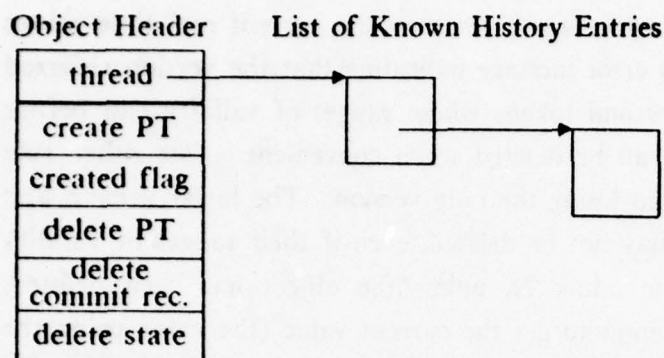 Object Header
List of Known History Entries
thread
create PT
created flag
delete PT
delete
commit rec.
delete state